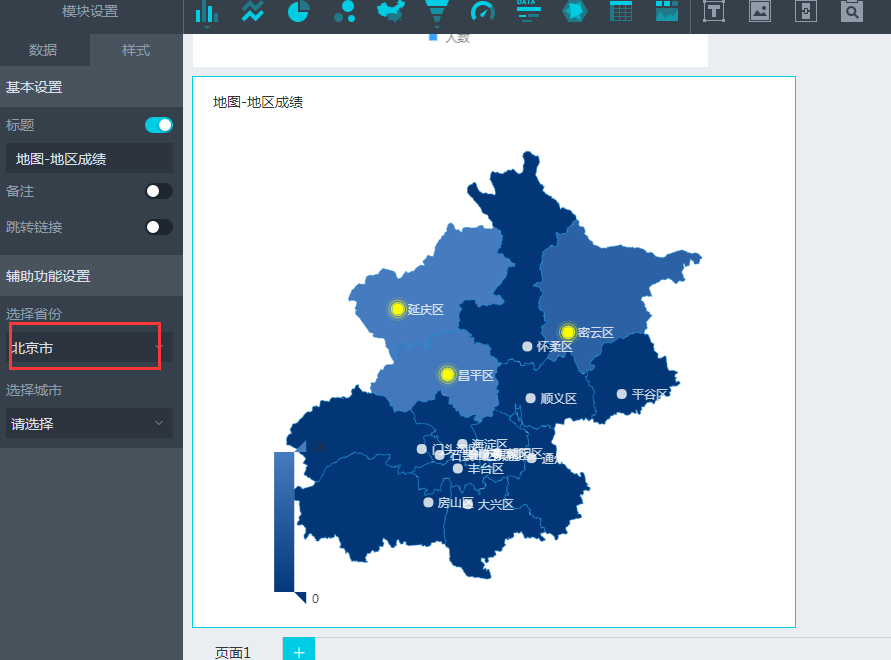 模块设置
DATA
人数
数据
样式
基本设置
地图-地区成绩
标题
地图-地区成绩
备注
跳转链接
辅助功能设置
选择省份
延庆区
密云区
北京市
怀柔区
昌平区
选择城市
顺义区
平谷区
请选择
海淀区
丰台区
房山区
大兴区
0
页面1
+